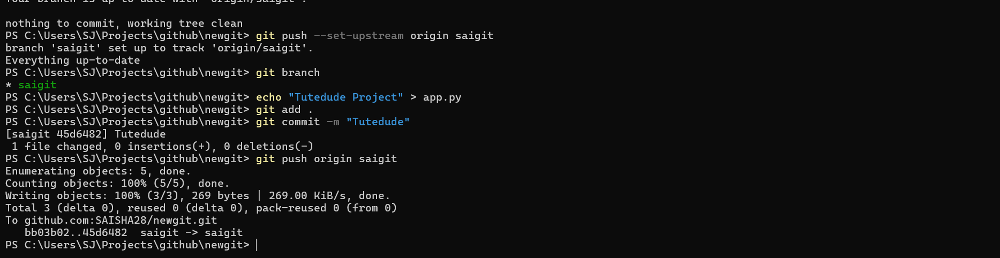 Your branch is up to date with 'origin/saigit'.
nothing to commit, working tree clean
PS C:\Users\SJ\Projects\github\newgit> git push --set-upstream origin saigit
branch 'saigit' set up to track 'origin/saigit'.
Everything up-to-date
PS C:\Users\SJ\Projects\github\newgit> git branch
* saigit
PS C:\Users\SJ\Projects\github\newgit> echo "Tutedude Project" > app.py
PS C:\Users\SJ\Projects\github\newgit> git add .
PS C:\Users\SJ\Projects\github\newgit> git commit -m "Tutedude"
[saigit 45d6482] Tutedude
 1 file changed, 0 insertions(+), 0 deletions(-)
PS C:\Users\SJ\Projects\github\newgit> git push origin saigit
Enumerating objects: 5, done.
Counting objects: 100% (5/5), done.
Writing objects: 100% (3/3), 269 bytes | 269.00 KiB/s, done.
Total 3 (delta 0), reused 0 (delta 0), pack-reused 0 (from 0)
To github.com:SAISHA28/newgit.git
   bb03b02..45d6482  saigit -> saigit
PS C:\Users\SJ\Projects\github\newgit>